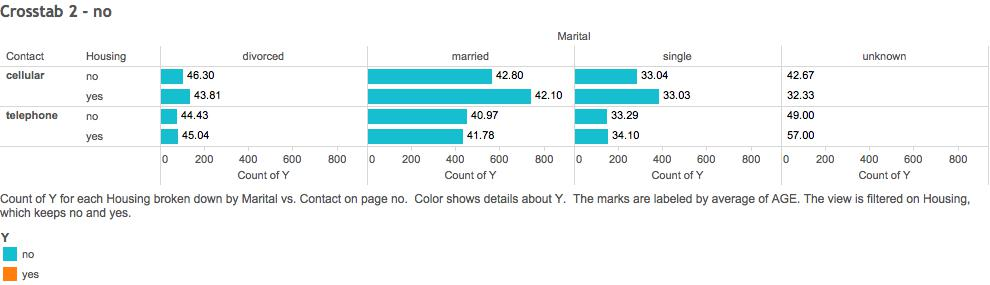 Crosstab 2 - no
Marital
Contact Housing divorced married single unknown
cellular no 46.30 42.80 33.04 42.67
yes 43.81 42.10 33.03 32.33
telephone no 44.43 40.97 33.29 49.00
yes 45.04 41.78 34.10 57.00
0 200 400 600 800 0 200 400 600 800 0 200 400 600 800 0 200 400 600 800
Count of Y Count of Y Count of Y Count of Y
Count of Y for each Housing broken down by Marital vs. Contact on page no. Color shows details about Y. The marks are labeled by average of AGE. The view is filtered on Housing,
which keeps no and yes.
Y
no
yes